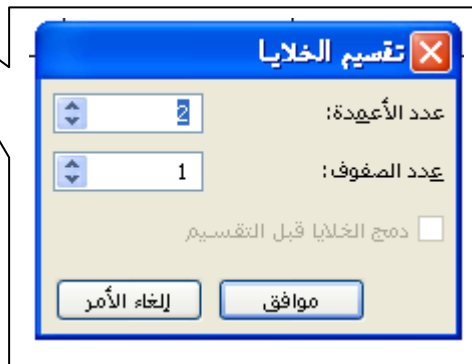 تقسيم الخلايا
عدد الأعمدة: 2
عدد الصفوف: 1
دمج الخلايا قبل التقسيم
موافق إلغاء الأمر